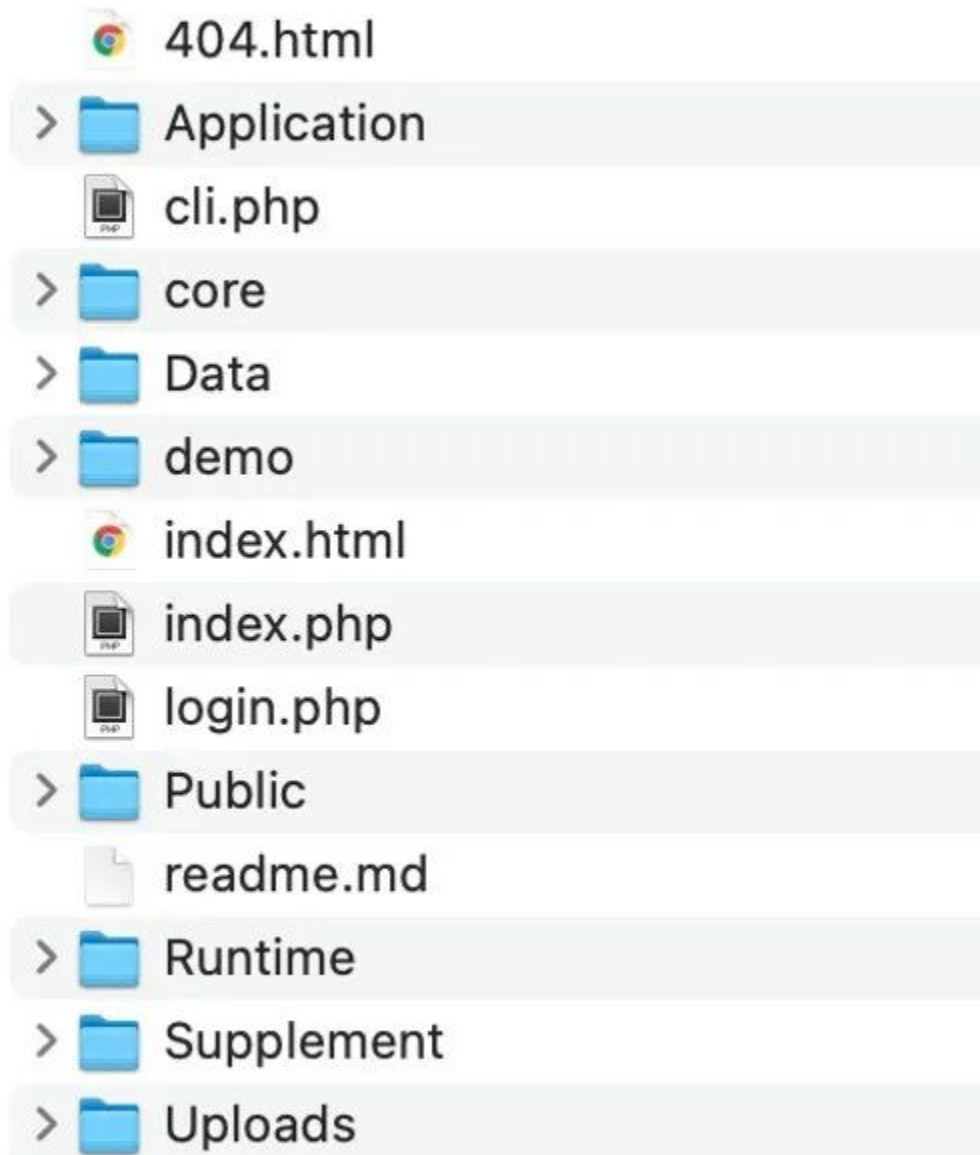 404.html
Application
cli.php
core
Data
demo
index.html
index.php
login.php
Public
readme.md
Runtime
Supplement
Uploads